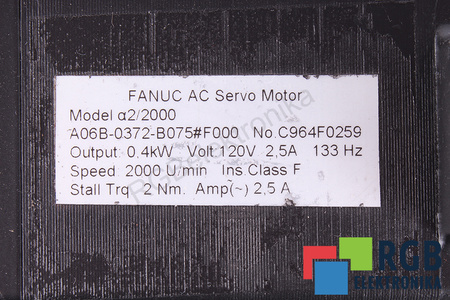 FANUC AC Servo Motor
Model α2/2000
A06B-0372-B075#F000 No.C964F0259
Output 0,4kW Volt 120V 2,5A 133 Hz
Speed 2000 U/min Ins.Class F
Stall Trq. 2 Nm. Amp(~) 2,5 A
RGBElektronika
RGB
ELEKTRONIKA